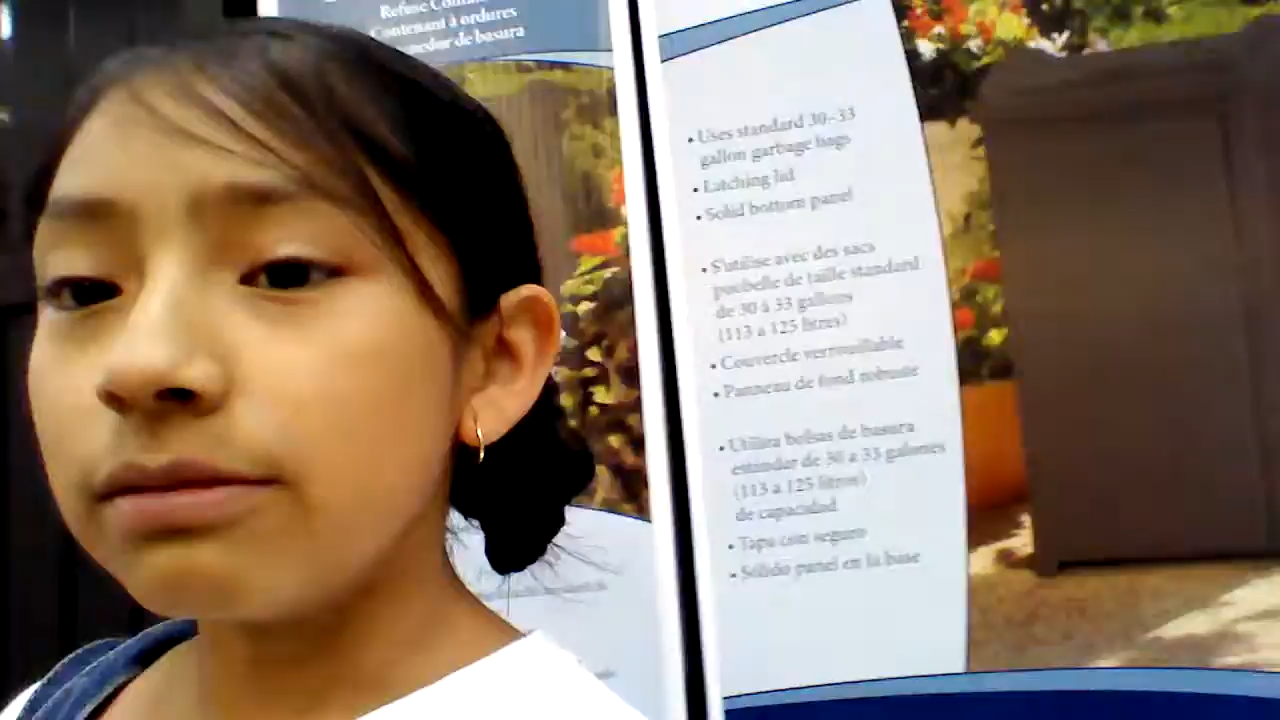 Refuse
Contenant à ordures
de basura
• Uses standard 30-33
gallon garbage bags
• Latching lid
• Solid bottom panel
• S'utilise avec des sacs
poubelle de taille standard
de 30 à 33 gallons
(113 à 125 litres)
• Couvercle verrouillable
• Panneau de fond robuste
• Utiliza bolsas de basura
estándar de 30 a 33 galones
(113 a 125 litros)
de capacidad
• Tapa con seguro
• Sólido panel en la base